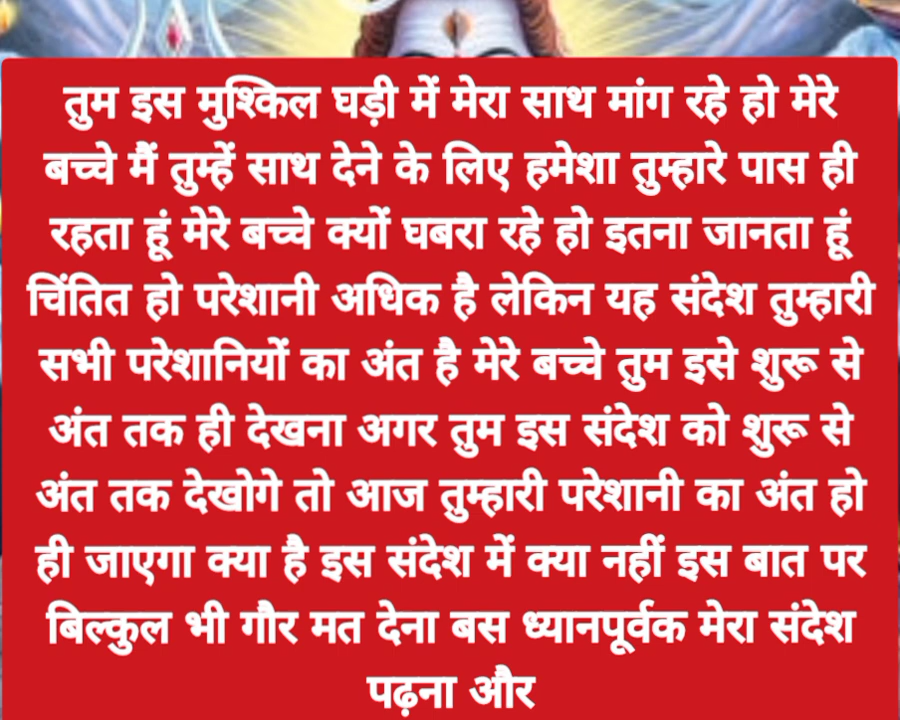 तुम इस मुश्किल घड़ी में मेरा साथ मांग रहे हो मेरे
बच्चे मैं तुम्हें साथ देने के लिए हमेशा तुम्हारे पास ही
रहता हूं मेरे बच्चे क्यों घबरा रहे हो इतना जानता हूं
चिंतित हो परेशानी अधिक है लेकिन यह संदेश तुम्हारी
सभी परेशानियों का अंत है मेरे बच्चे तुम इसे शुरू से
अंत तक ही देखना अगर तुम इस संदेश को शुरू से
अंत तक देखोगे तो आज तुम्हारी परेशानी का अंत हो
ही जाएगा क्या है इस संदेश में क्या नहीं इस बात पर
बिल्कुल भी गौर मत देना बस ध्यानपूर्वक मेरा संदेश
पढ़ना और